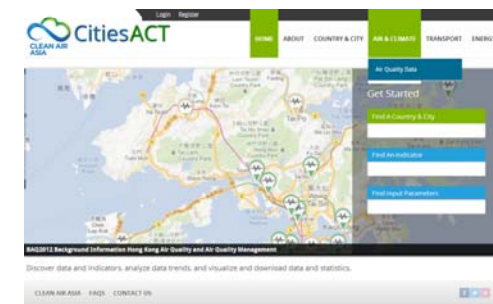 Login Register
CitiesACT
CLEAN AIR
ASIA
HOME ABOUT COUNTRY & CITY AIR & CLIMATE TRANSPORT ENERG
Air Quality Data
Get Started
Find A Country & City
Find An Indicator
Find Input Parameters
Tai Po
BAQ2012 Background Information Hong Kong Air Quality and Air Quality Management
Discover data and indicators, analyze data trends, and visualize and download data and statistics.
CLEAN AIR ASIA FAQS CONTACT US